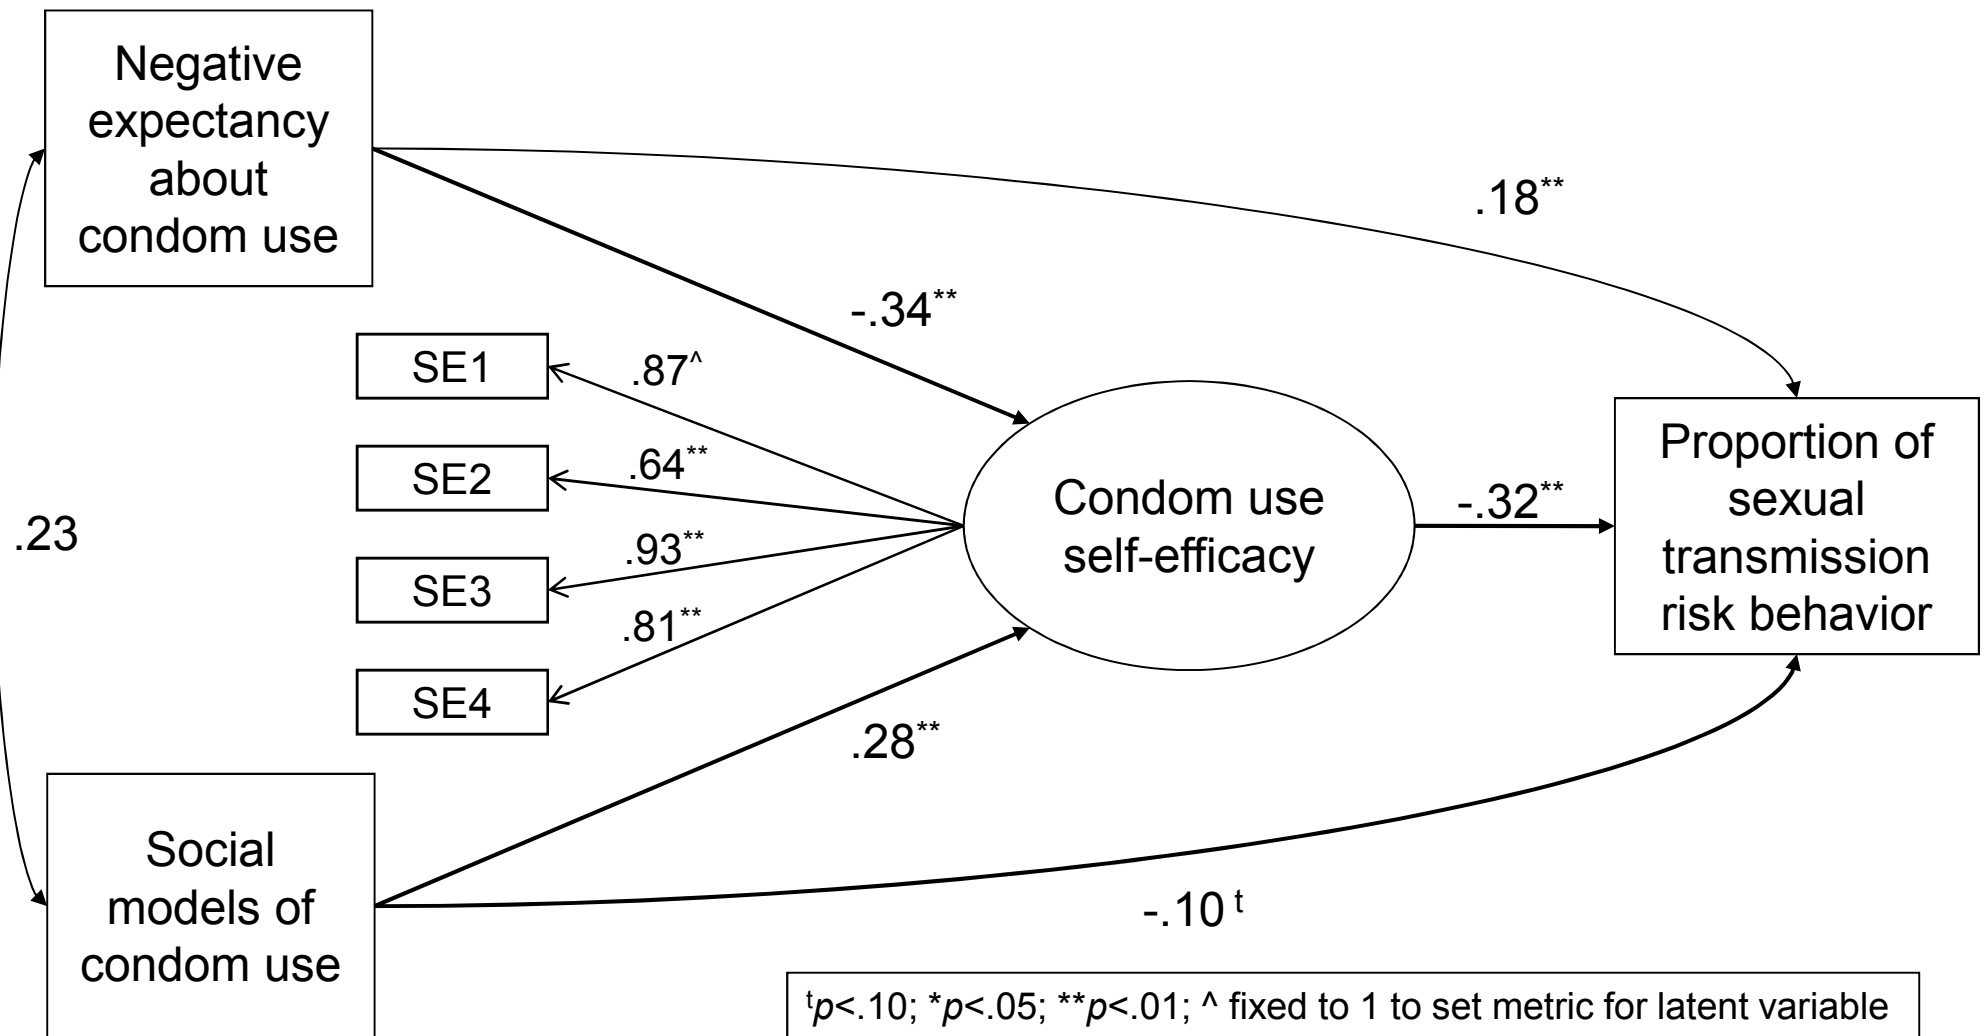 Negative
expectancy
about
condom use
.18**
-.34**
SE1
.87^
SE2
.64**
SE3
.93**
SE4
.81**
.23
Condom use
self-efficacy
-.32**
Proportion of
sexual
transmission
risk behavior
.28**
Social
models of
condom use
-.10 t
tp<.10; *p<.05; **p<.01; ^ fixed to 1 to set metric for latent variable